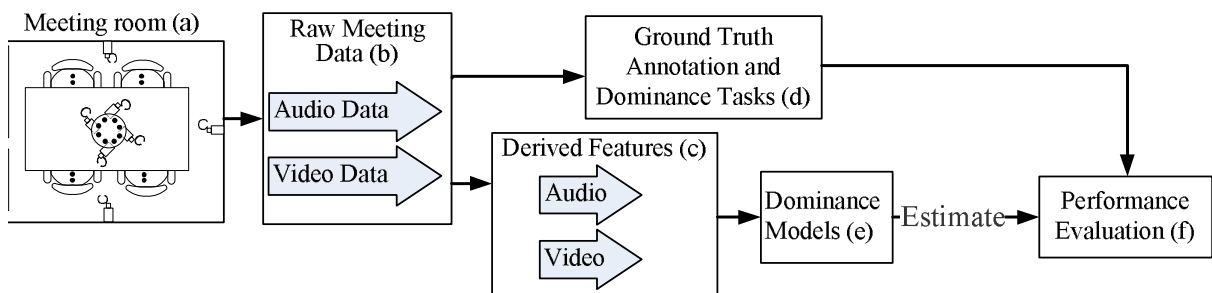 Meeting room (a)
Raw Meeting
Data (b)
Audio Data
Video Data
Ground Truth
Annotation and
Dominance Tasks (d)
Derived Features (c)
Audio
Video
Dominance
Models (e)
Estimate
Performance
Evaluation (f)